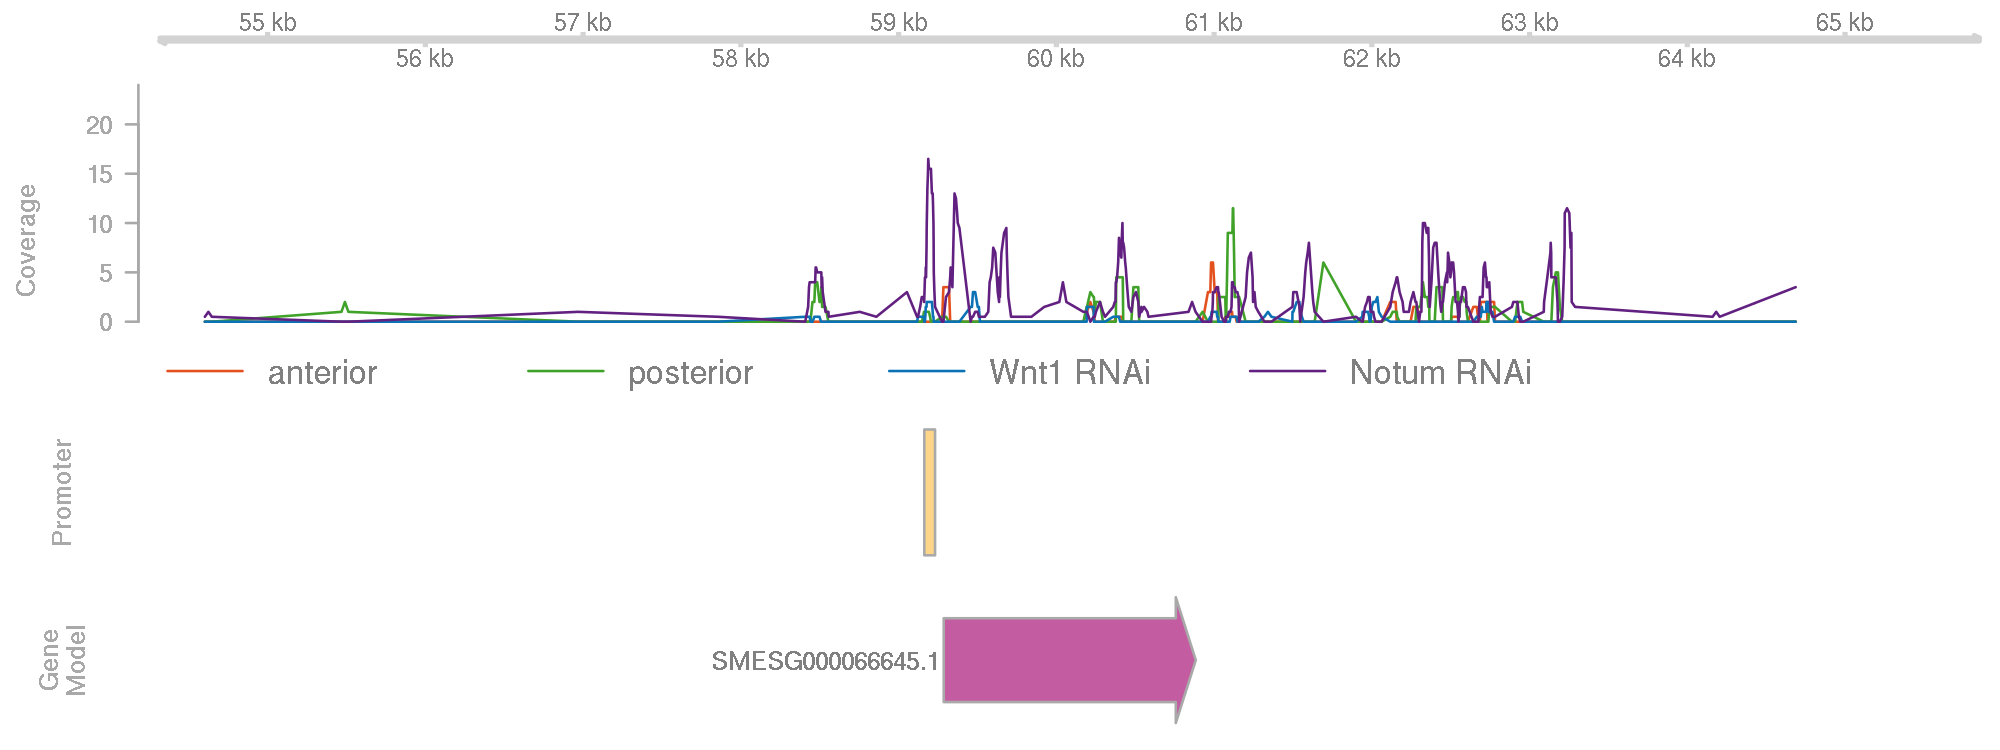 55 kb 57 kb 59 kb 61 kb 63 kb 65 kb
56 kb 58 kb 60 kb 62 kb 64 kb
Coverage
20
15
10
5
0
anterior posterior Wnt1 RNAi Notum RNAi
Promoter
Gene
Model
SMESG000066645.1